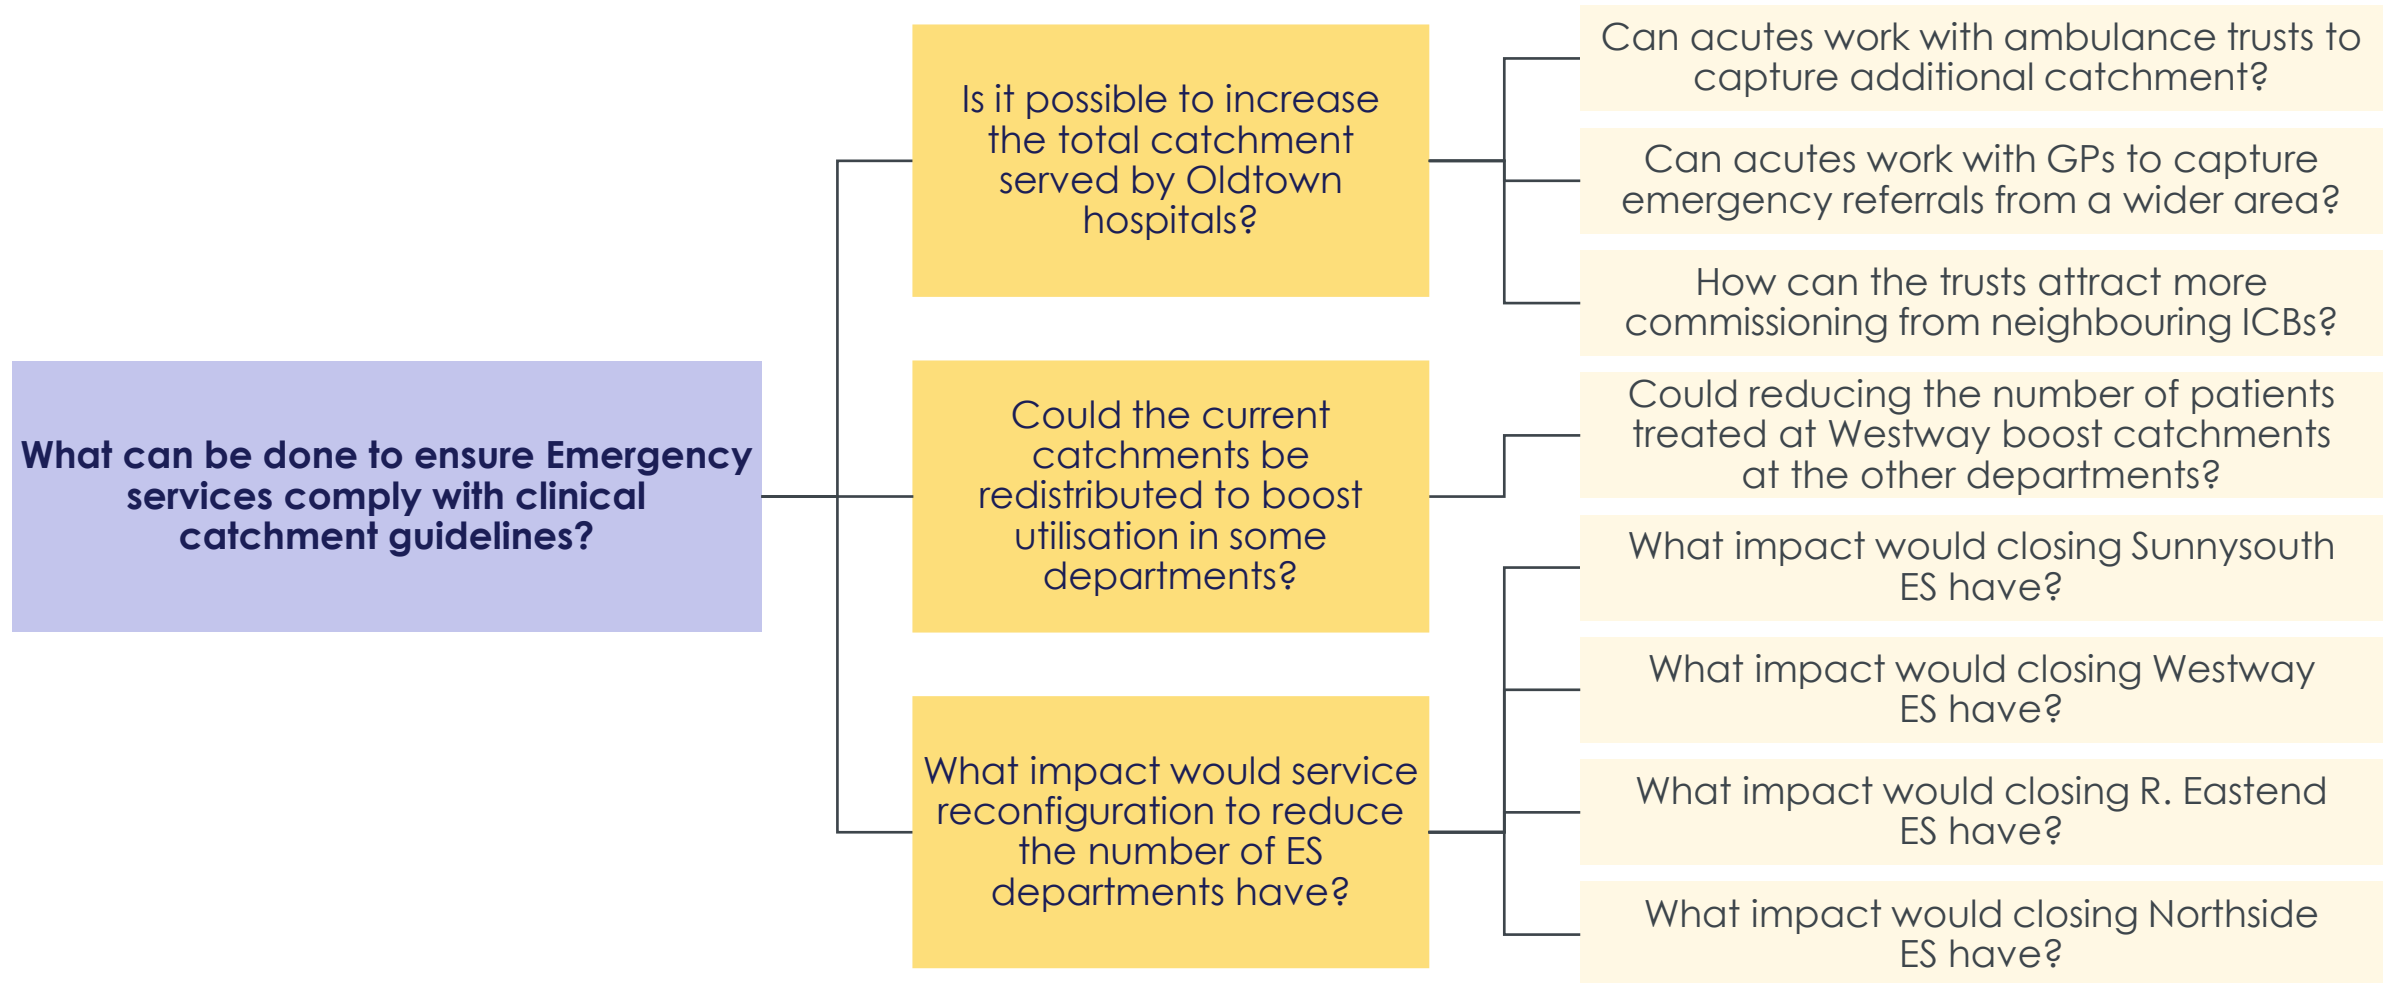 What can be done to ensure Emergency
services comply with clinical
catchment guidelines?
Is it possible to increase
the total catchment
served by Oldtown
hospitals?
Can acutes work with ambulance trusts to
capture additional catchment?
Can acutes work with GPs to capture
emergency referrals from a wider area?
How can the trusts attract more
commissioning from neighbouring ICBs?
Could the current
catchments be
redistributed to boost
utilisation in some
departments?
Could reducing the number of patients
treated at Westway boost catchments
at the other departments?
What impact would service
reconfiguration to reduce
the number of ES
departments have?
What impact would closing Sunnysouth
ES have?
What impact would closing Westway
ES have?
What impact would closing R. Eastend
ES have?
What impact would closing Northside
ES have?